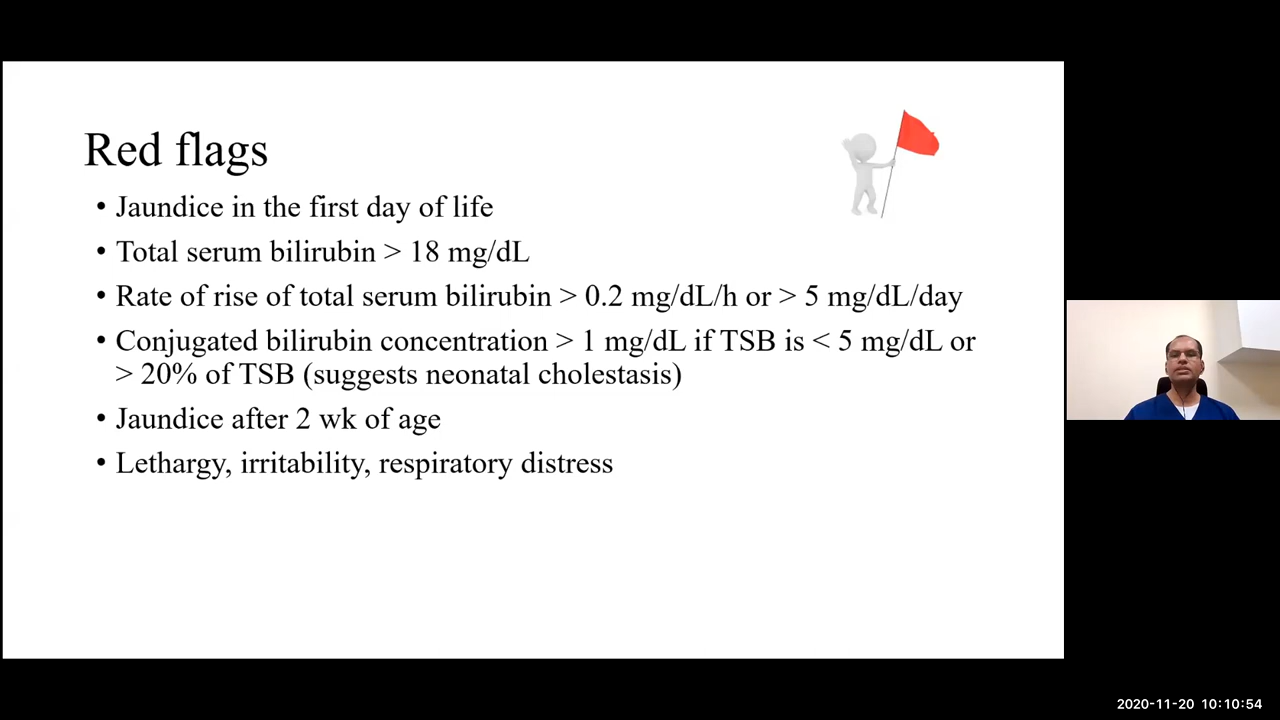 Red flags
• Jaundice in the first day of life
• Total serum bilirubin > 18 mg/dL
• Rate of rise of total serum bilirubin > 0.2 mg/dL/h or > 5 mg/dL/day
• Conjugated bilirubin concentration > 1 mg/dL if TSB is < 5 mg/dL or
> 20% of TSB (suggests neonatal cholestasis)
• Jaundice after 2 wk of age
• Lethargy, irritability, respiratory distress
2020-11-20 10:10:54